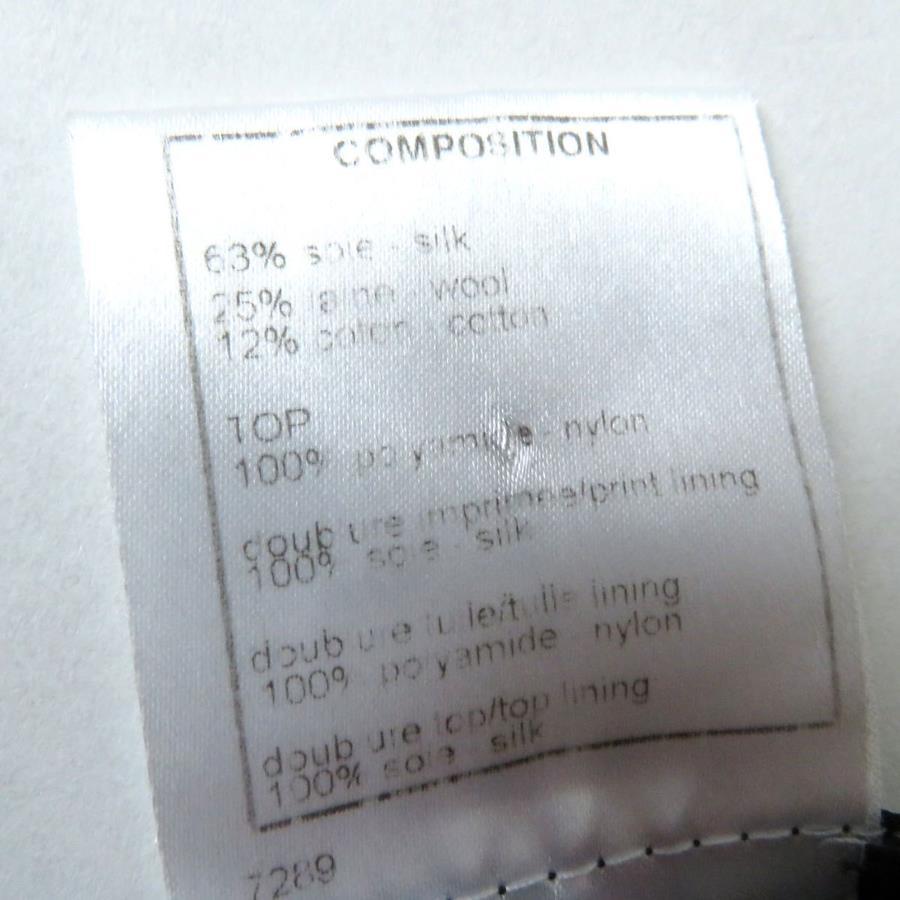 COMPOSITION
63% soie - silk
25% laine - wool
12% coton - cotton
TOP
100% polyamide - nylon
doublure imprimée/print lining
100% soie - silk
doublure tulle/tulle lining
100% polyamide - nylon
doublure top/top lining
100% soie - silk
7289